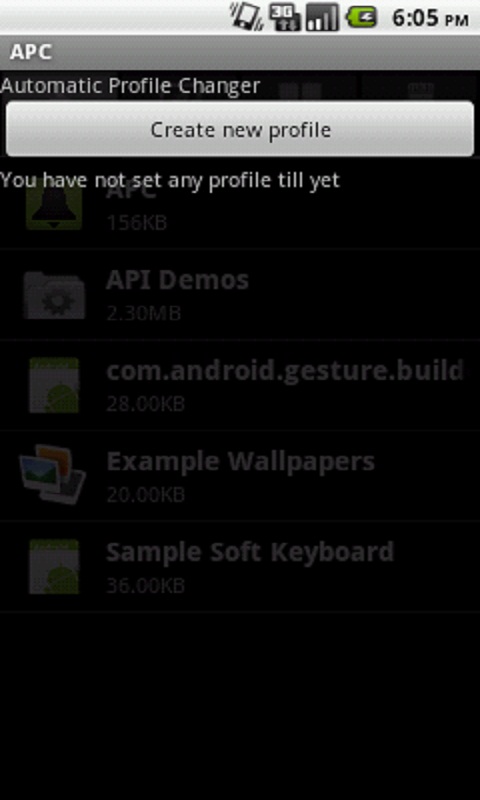 3G
6:05 PM
APC
Automatic Profile Changer
Create new profile
You have not set any profile till yet
APC
156KB
API Demos
2.30MB
com.android.gesture.build
28.00KB
Example Wallpapers
20.00KB
Sample Soft Keyboard
36.00KB